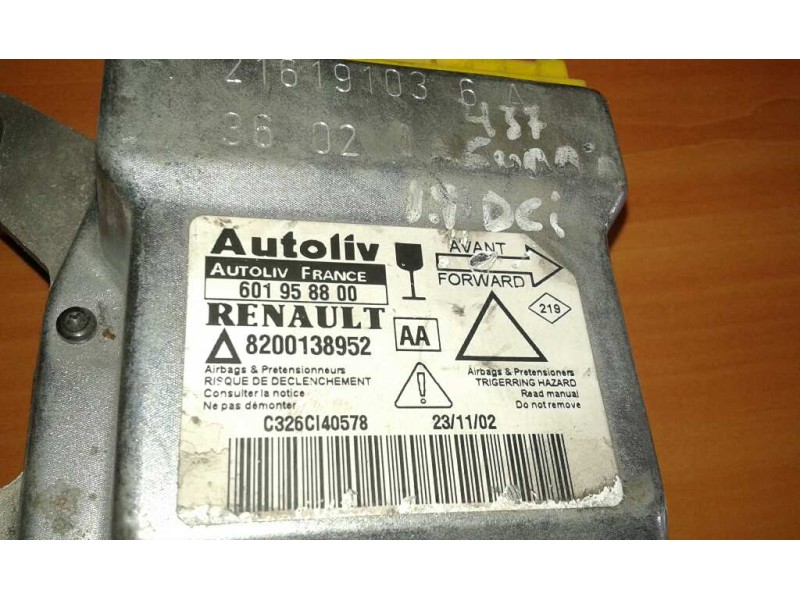 21619103 6 A
36 02
437
1.9 DCi
Autoliv
AUTOLIV FRANCE
601 95 88 00
RENAULT
8200138952
AA
AVANT
FORWARD
219
Airbags & Pretensionneurs
RISQUE DE DECLENCHEMENT
Consulter la notice
Ne pas démonter
Airbags & Pretensioners
TRIGERRING HAZARD
Read manual
Do not remove
C326CI40578
23/11/02